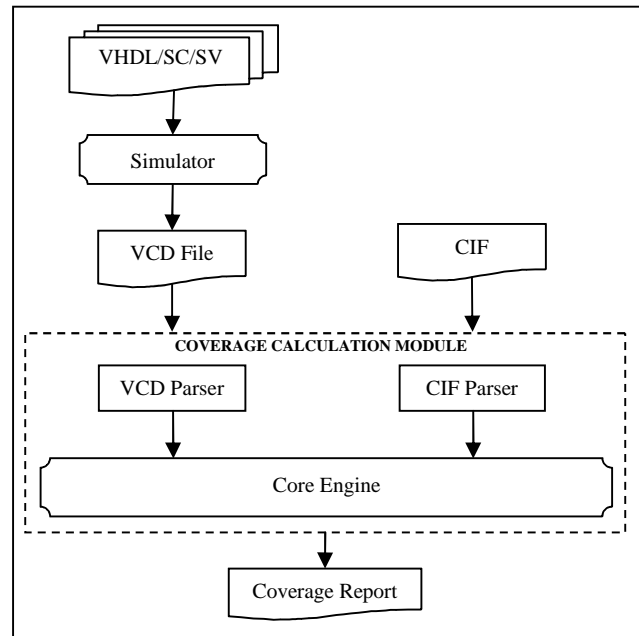 VHDL/SC/SV
Simulator
VCD File
CIF
COVERAGE CALCULATION MODULE
VCD Parser
CIF Parser
Core Engine
Coverage Report